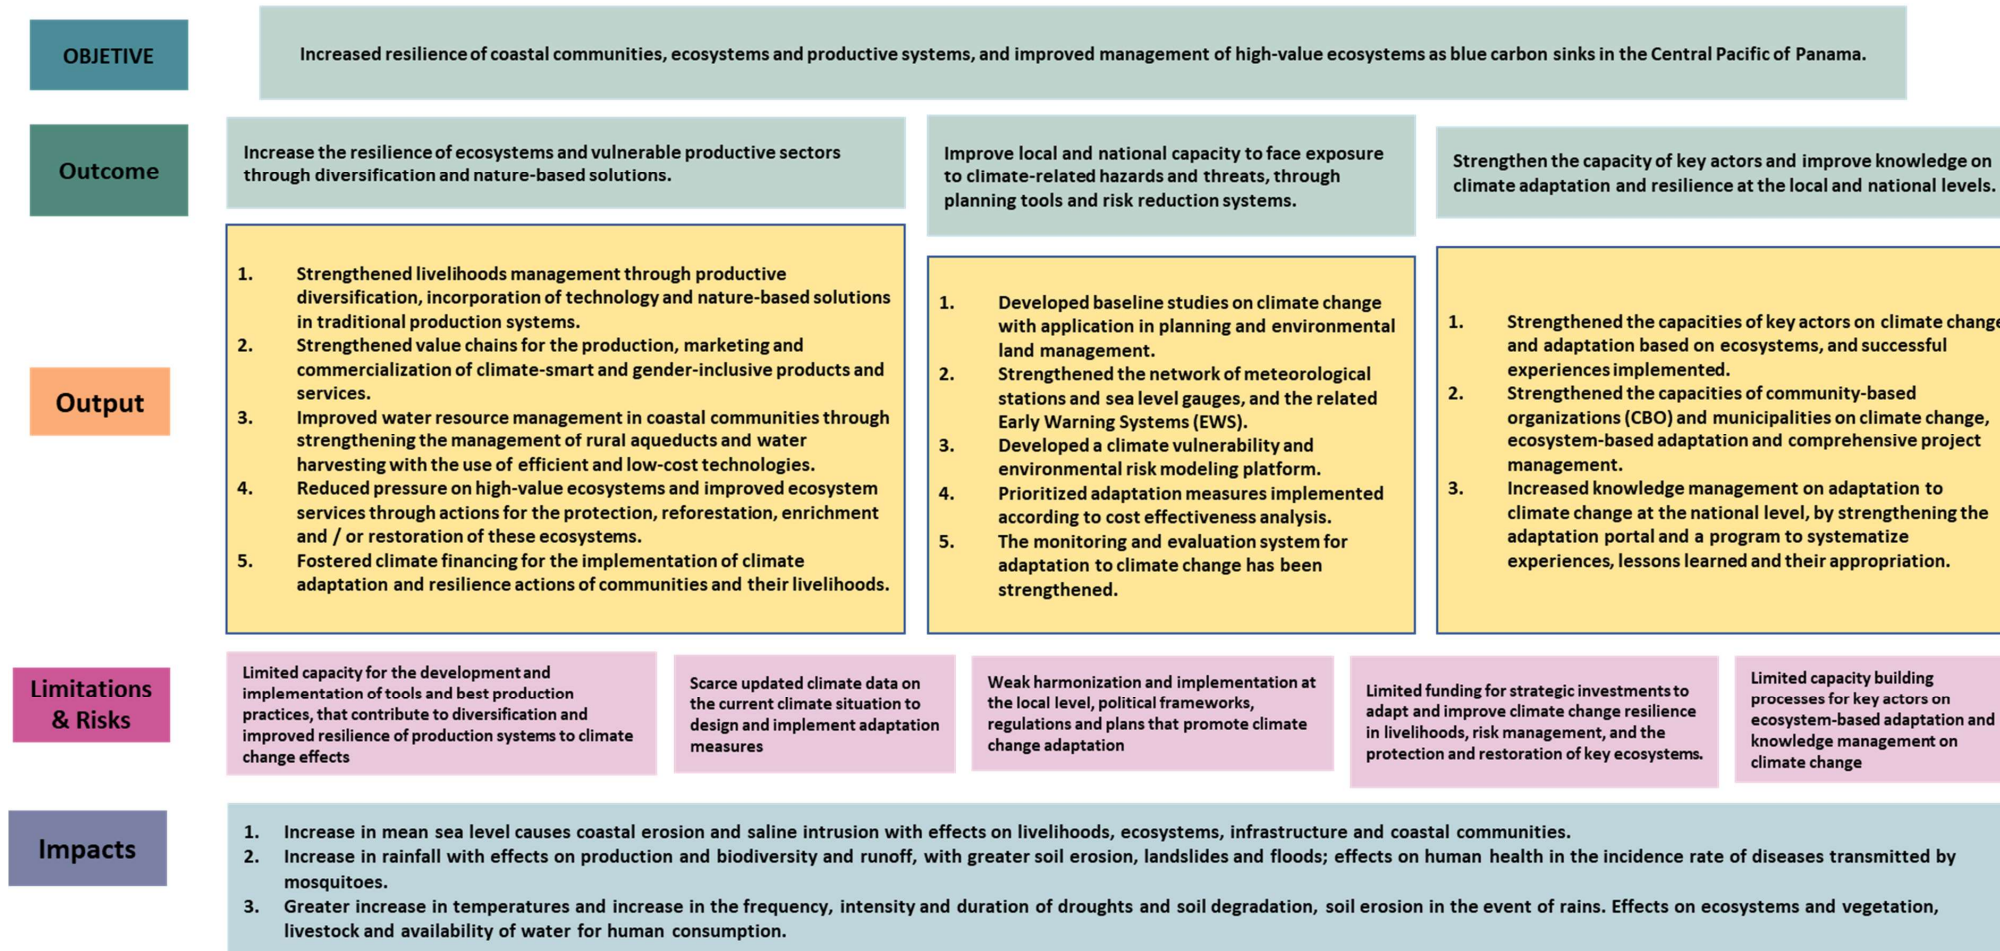 OBJETIVE
Increased resilience of coastal communities, ecosystems and productive systems, and improved management of high-value ecosystems as blue carbon sinks in the Central Pacific of Panama.
Outcome
Increase the resilience of ecosystems and vulnerable productive sectors
through diversification and nature-based solutions.
Improve local and national capacity to face exposure
to climate-related hazards and threats, through
planning tools and risk reduction systems.
Strengthen the capacity of key actors and improve knowledge on
climate adaptation and resilience at the local and national levels.
Output
1. Strengthened livelihoods management through productive
diversification, incorporation of technology and nature-based solutions
in traditional production systems.
2. Strengthened value chains for the production, marketing and
commercialization of climate-smart and gender-inclusive products and
services.
3. Improved water resource management in coastal communities through
strengthening the management of rural aqueducts and water
harvesting with the use of efficient and low-cost technologies.
4. Reduced pressure on high-value ecosystems and improved ecosystem
services through actions for the protection, reforestation, enrichment
and / or restoration of these ecosystems.
5. Fostered climate financing for the implementation of climate
adaptation and resilience actions of communities and their livelihoods.
1. Developed baseline studies on climate change
with application in planning and environmental
land management.
2. Strengthened the network of meteorological
stations and sea level gauges, and the related
Early Warning Systems (EWS).
3. Developed a climate vulnerability and
environmental risk modeling platform.
4. Prioritized adaptation measures implemented
according to cost effectiveness analysis.
5. The monitoring and evaluation system for
adaptation to climate change has been
strengthened.
1. Strengthened the capacities of key actors on climate change
and adaptation based on ecosystems, and successful
experiences implemented.
2. Strengthened the capacities of community-based
organizations (CBO) and municipalities on climate change,
ecosystem-based adaptation and comprehensive project
management.
3. Increased knowledge management on adaptation to
climate change at the national level, by strengthening the
adaptation portal and a program to systematize
experiences, lessons learned and their appropriation.
Limitations
& Risks
Limited capacity for the development and
implementation of tools and best production
practices, that contribute to diversification and
improved resilience of production systems to climate
change effects
Scarce updated climate data on
the current climate situation to
design and implement adaptation
measures
Weak harmonization and implementation at
the local level, political frameworks,
regulations and plans that promote climate
change adaptation
Limited funding for strategic investments to
adapt and improve climate change resilience
in livelihoods, risk management, and the
protection and restoration of key ecosystems.
Limited capacity building
processes for key actors on
ecosystem-based adaptation and
knowledge management on
climate change
Impacts
1. Increase in mean sea level causes coastal erosion and saline intrusion with effects on livelihoods, ecosystems, infrastructure and coastal communities.
2. Increase in rainfall with effects on production and biodiversity and runoff, with greater soil erosion, landslides and floods; effects on human health in the incidence rate of diseases transmitted by
mosquitoes.
3. Greater increase in temperatures and increase in the frequency, intensity and duration of droughts and soil degradation, soil erosion in the event of rains. Effects on ecosystems and vegetation,
livestock and availability of water for human consumption.